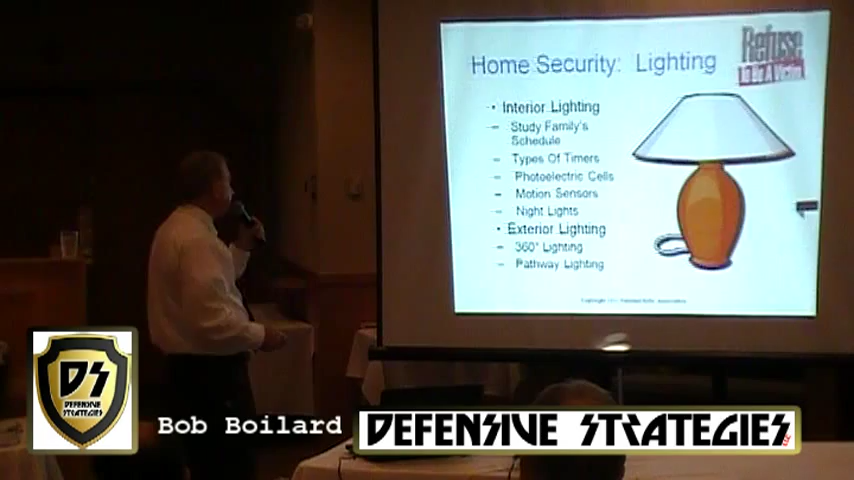 Refuse
To Be A Victim
Home Security: Lighting
• Interior Lighting
– Study Family's
Schedule
– Types Of Timers
– Photoelectric Cells
– Motion Sensors
– Night Lights
• Exterior Lighting
– 360° Lighting
– Pathway Lighting
DS
DEFENSIVE
STRATEGIES
Bob Boilard
DEFENSIVE STRATEGIES